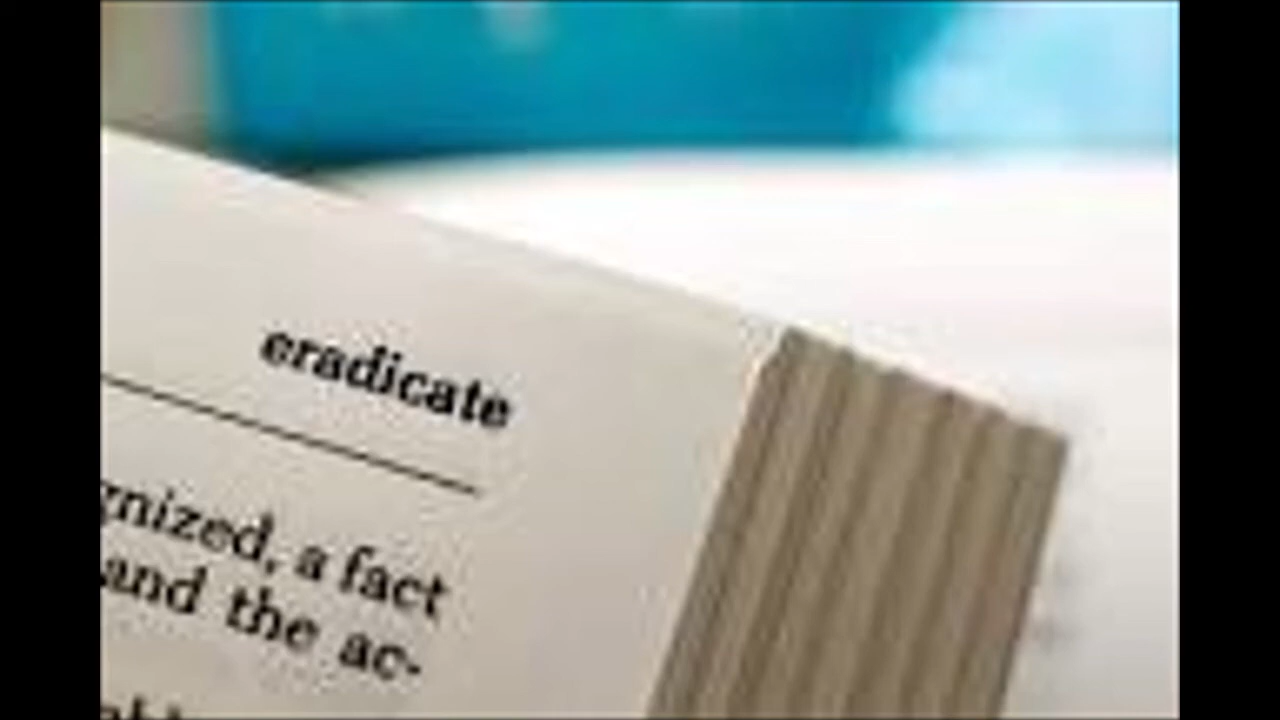 eradicate
gnized, a fact
and the ac-